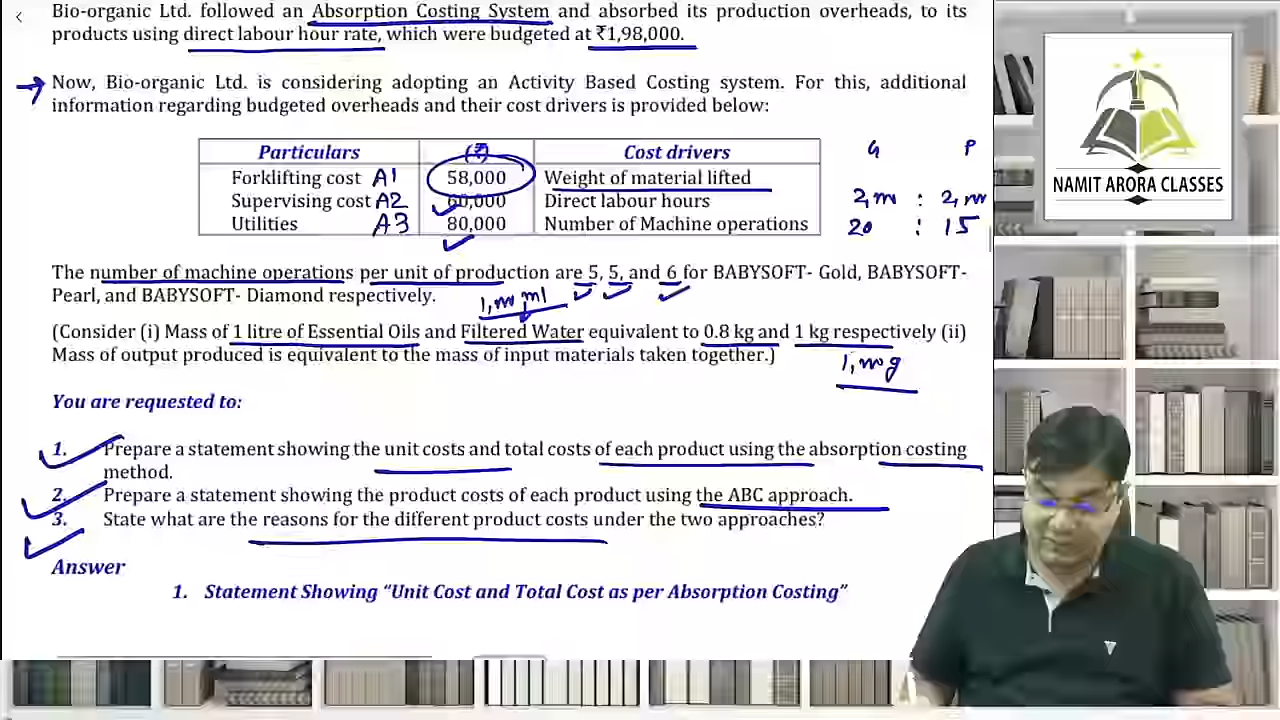 Bio-organic Ltd. followed an Absorption Costing System and absorbed its production overheads, to its
products using direct labour hour rate, which were budgeted at ₹1,98,000.
Now, Bio-organic Ltd. is considering adopting an Activity Based Costing system. For this, additional
information regarding budgeted overheads and their cost drivers is provided below:
Particulars (₹) Cost drivers
Forklifting cost A1 58,000 Weight of material lifted
Supervising cost A2 60,000 Direct labour hours
Utilities A3 80,000 Number of Machine operations
G P
2,m : 2,m
20 : 15
NAMIT ARORA CLASSES
The number of machine operations per unit of production are 5, 5, and 6 for BABYSOFT- Gold, BABYSOFT-
Pearl, and BABYSOFT- Diamond respectively.
(Consider (i) Mass of 1 litre of Essential Oils and Filtered Water equivalent to 0.8 kg and 1 kg respectively (ii)
Mass of output produced is equivalent to the mass of input materials taken together.)
You are requested to:
1. Prepare a statement showing the unit costs and total costs of each product using the absorption costing
method.
2. Prepare a statement showing the product costs of each product using the ABC approach.
3. State what are the reasons for the different product costs under the two approaches?
Answer
1. Statement Showing “Unit Cost and Total Cost as per Absorption Costing”